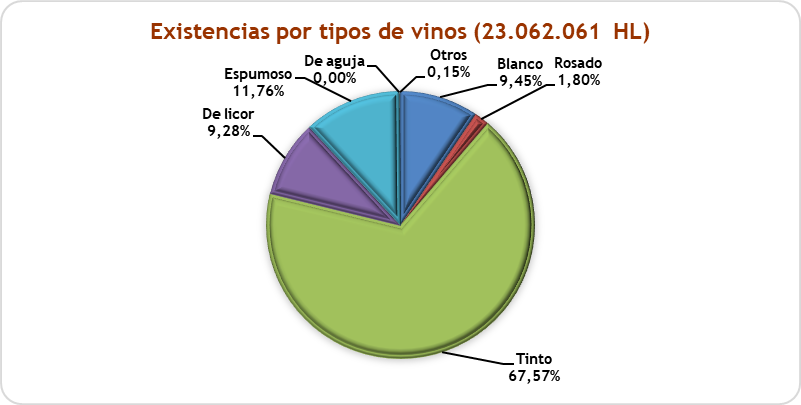 Existencias por tipos de vinos (23.062.061 HL)
De aguja
0,00%
Otros
0,15%
Blanco
9,45%
Rosado
1,80%
Espumoso
11,76%
De licor
9,28%
Tinto
67,57%